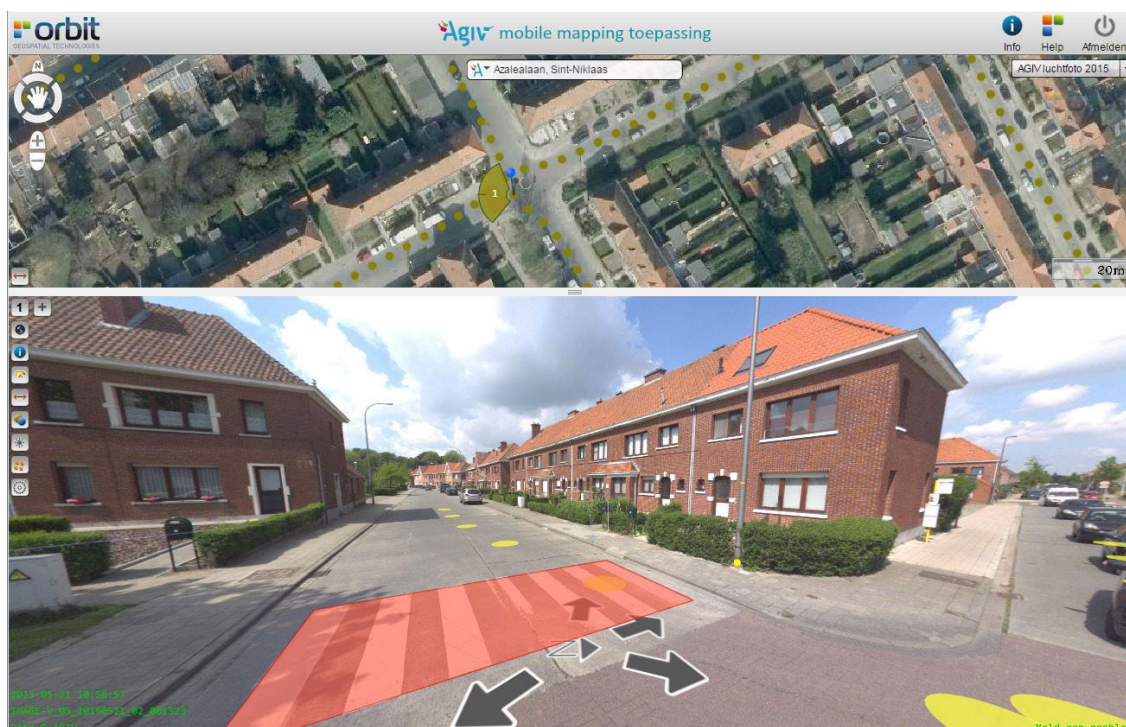 orbit
GEOSPATIAL TECHNOLOGIES
Agiv mobile mapping toepassing
Info Help Afmelden
N
Azalealaan, Sint-Niklaas
AGIV luchtfoto 2015
1
20m
1 +
2015-05-21 10:58:57